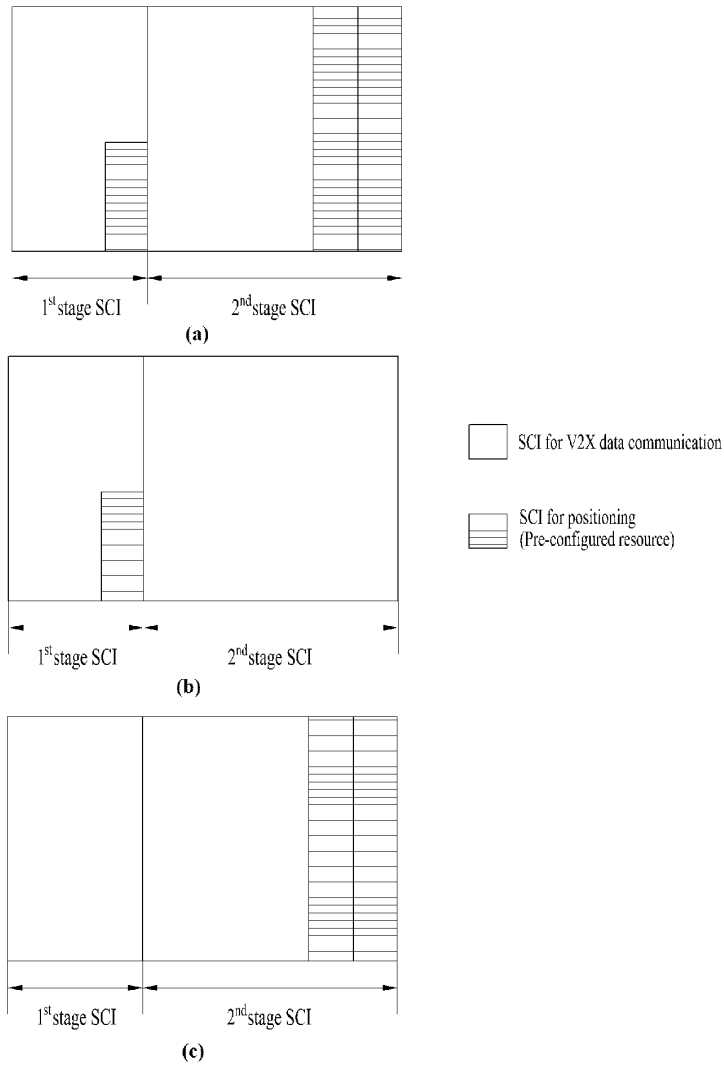 1st stage SCI
2nd stage SCI
(a)
SCI for V2X data communication
SCI for positioning
(Pre-configured resource)
1st stage SCI
2nd stage SCI
(b)
1st stage SCI
2nd stage SCI
(c)